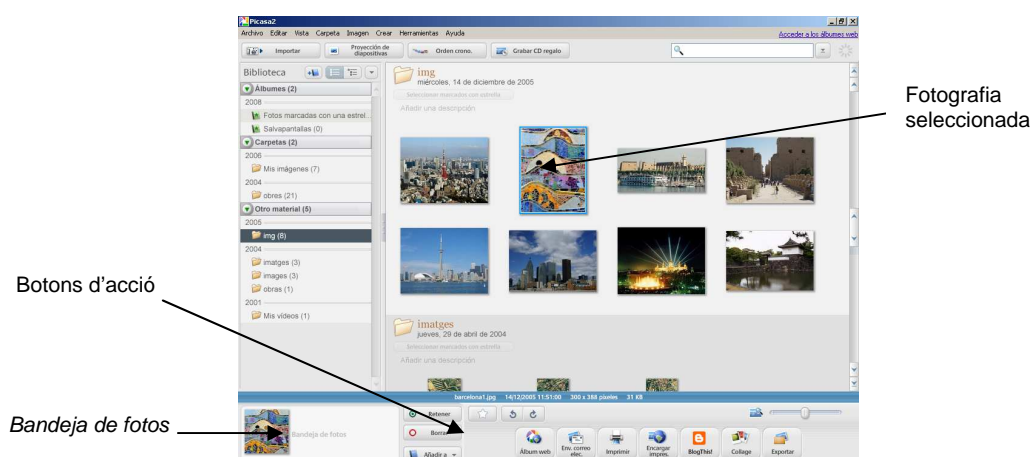 Picasa2
Archivo Editar Vista Carpeta Imagen Crear Herramientas Ayuda
Acceder a los álbumes web
Importar
Proyección de diapositivas
Orden crono.
Grabar CD regalo
Biblioteca
Álbumes (2)
2008
Fotos marcadas con una estrel...
Salvapantallas (0)
Carpetas (2)
2006
Mis imágenes (7)
2004
obres (21)
Otro material (5)
2005
img (8)
2004
imatges (3)
images (3)
obras (1)
2001
Mis vídeos (1)
img
miércoles, 14 de diciembre de 2005
Seleccionar marcados con estrella
Añadir una descripción
Fotografia
seleccionada
Botons d'acció
imatges
jueves, 29 de abril de 2004
Seleccionar marcados con estrella
Añadir una descripción
barcelona1.jpg 14/12/2005 11:51:00 300 x 388 píxeles 31 KB
Bandeja de fotos
Bandeja de fotos
Retener
Borrar
Añadir a
Álbum web
Env. correo elec.
Imprimir
Encargar impres.
BlogThis!
Collage
Exportar